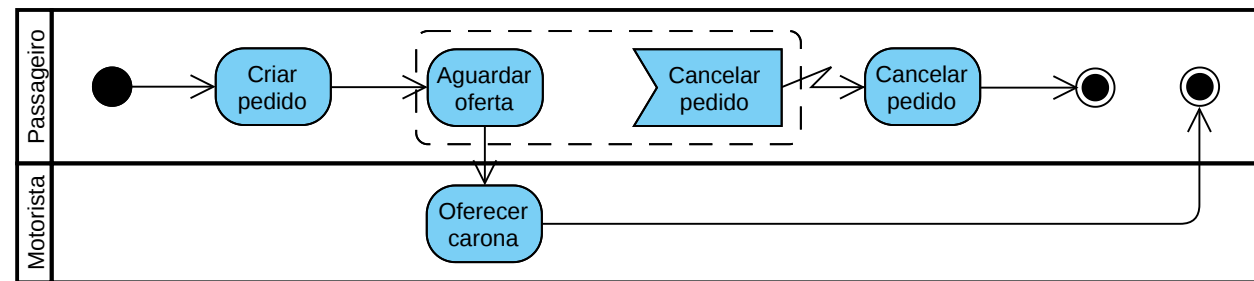 Passageiro
Criar
pedido
Aguardar
oferta
Cancelar
pedido
Cancelar
pedido
Motorista
Oferecer
carona